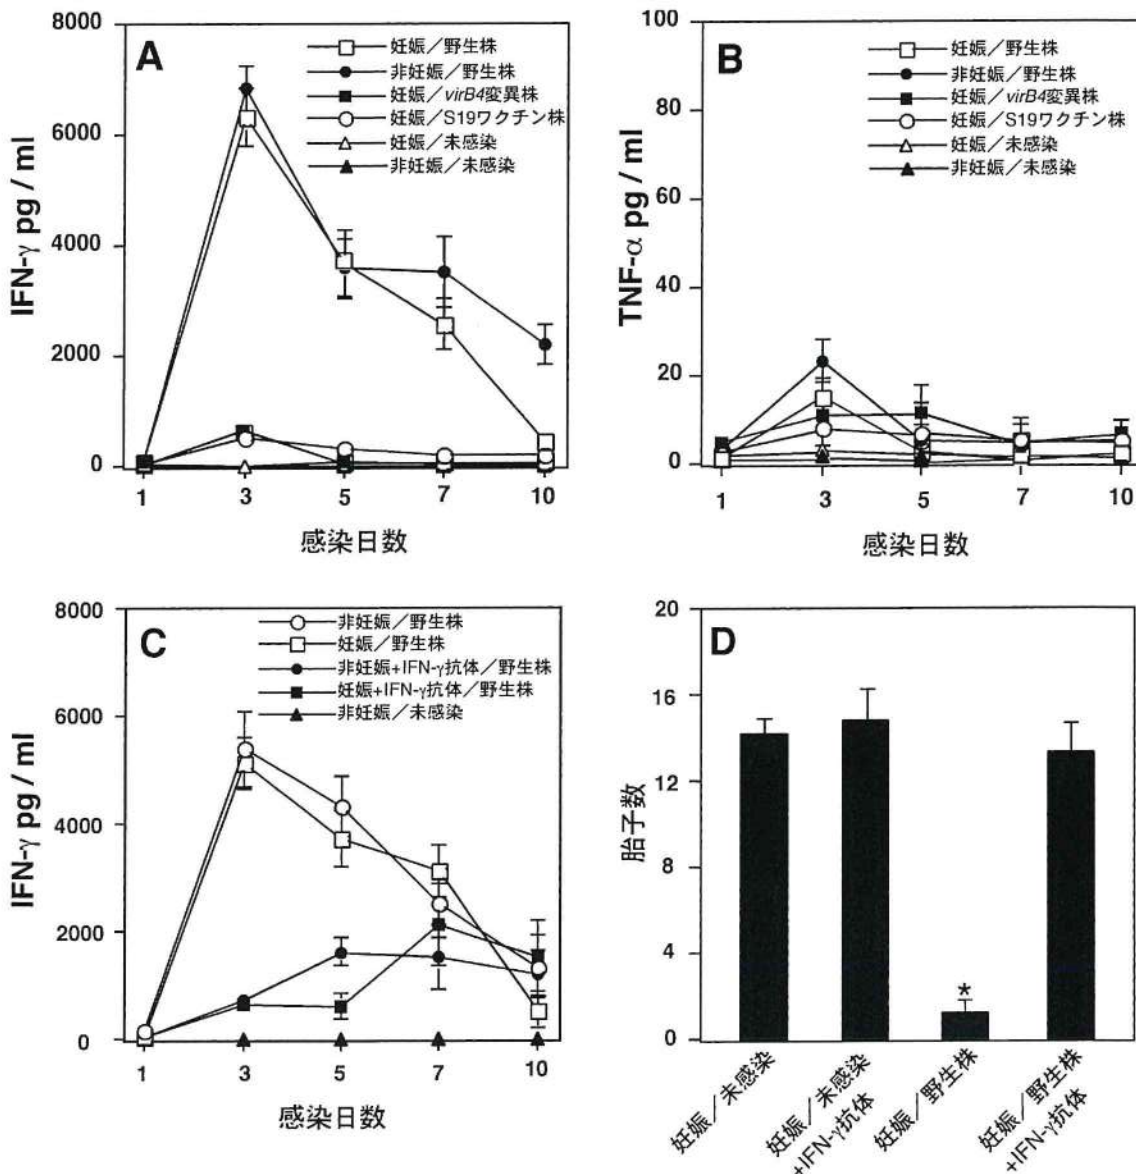 A
8000
6000
4000
2000
0
IFN-γ pg / ml
妊娠／野生株
非妊娠／野生株
妊娠／virB4変異株
妊娠／S19ワクチン株
妊娠／未感染
非妊娠／未感染
1 3 5 7 10
感染日数
B
100
80
60
40
20
0
TNF-α pg / ml
妊娠／野生株
非妊娠／野生株
妊娠／virB4変異株
妊娠／S19ワクチン株
妊娠／未感染
非妊娠／未感染
1 3 5 7 10
感染日数
C
8000
6000
4000
2000
0
IFN-γ pg / ml
非妊娠／野生株
妊娠／野生株
非妊娠+IFN-γ抗体／野生株
妊娠+IFN-γ抗体／野生株
非妊娠／未感染
1 3 5 7 10
感染日数
D
20
16
12
8
4
0
胎子数
*
妊娠／未感染
妊娠／未感染
+IFN-γ抗体
妊娠／野生株
妊娠／野生株
+IFN-γ抗体